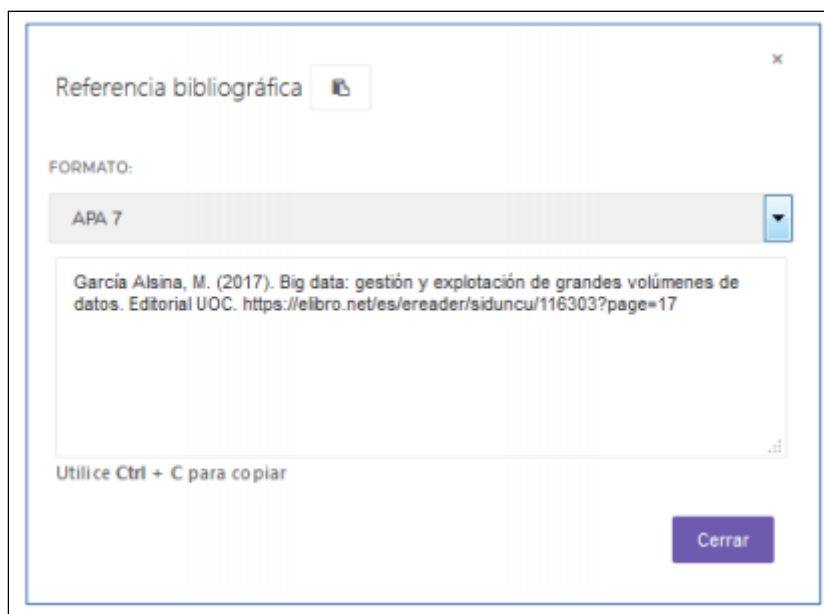 ×
Referencia bibliográfica
FORMATO:
APA 7
García Alsina, M. (2017). Big data: gestión y explotación de grandes volúmenes de
datos. Editorial UOC. https://elibro.net/es/ereader/siduncu/116303?page=17
Utilice Ctrl + C para copiar
Cerrar